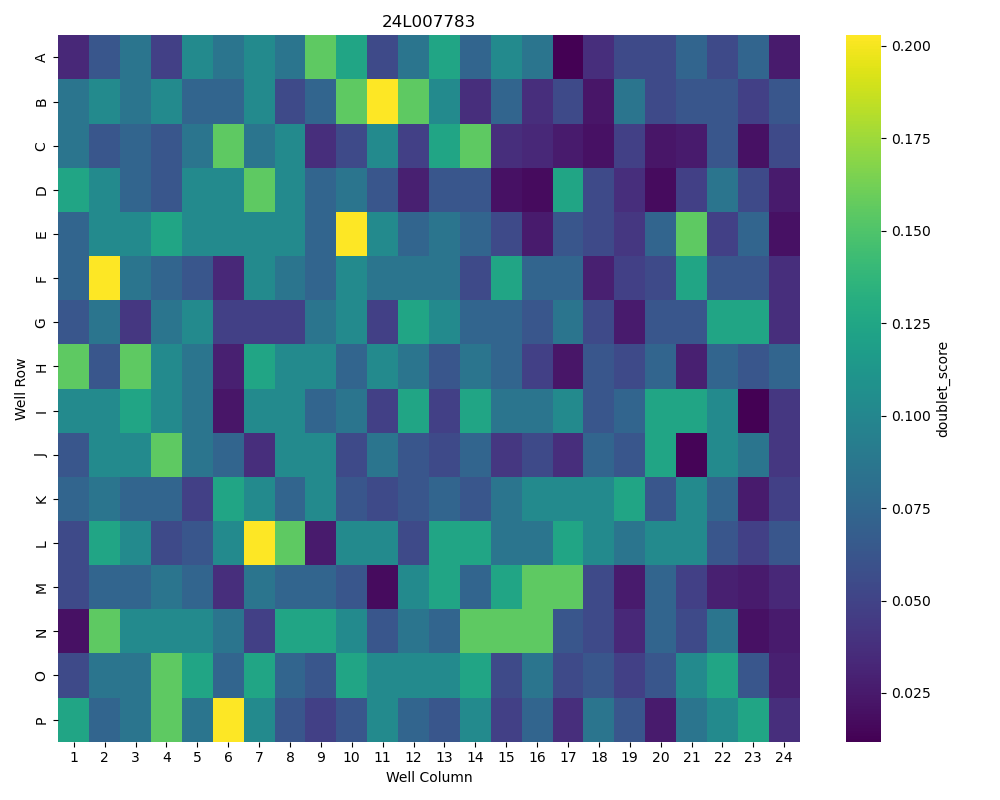 24L007783
A
B
C
D
E
F
G
H
I
J
K
L
M
N
O
P
Well Row
1 2 3 4 5 6 7 8 9 10 11 12 13 14 15 16 17 18 19 20 21 22 23 24
Well Column
0.200
0.175
0.150
0.125
0.100
0.075
0.050
0.025
doublet_score